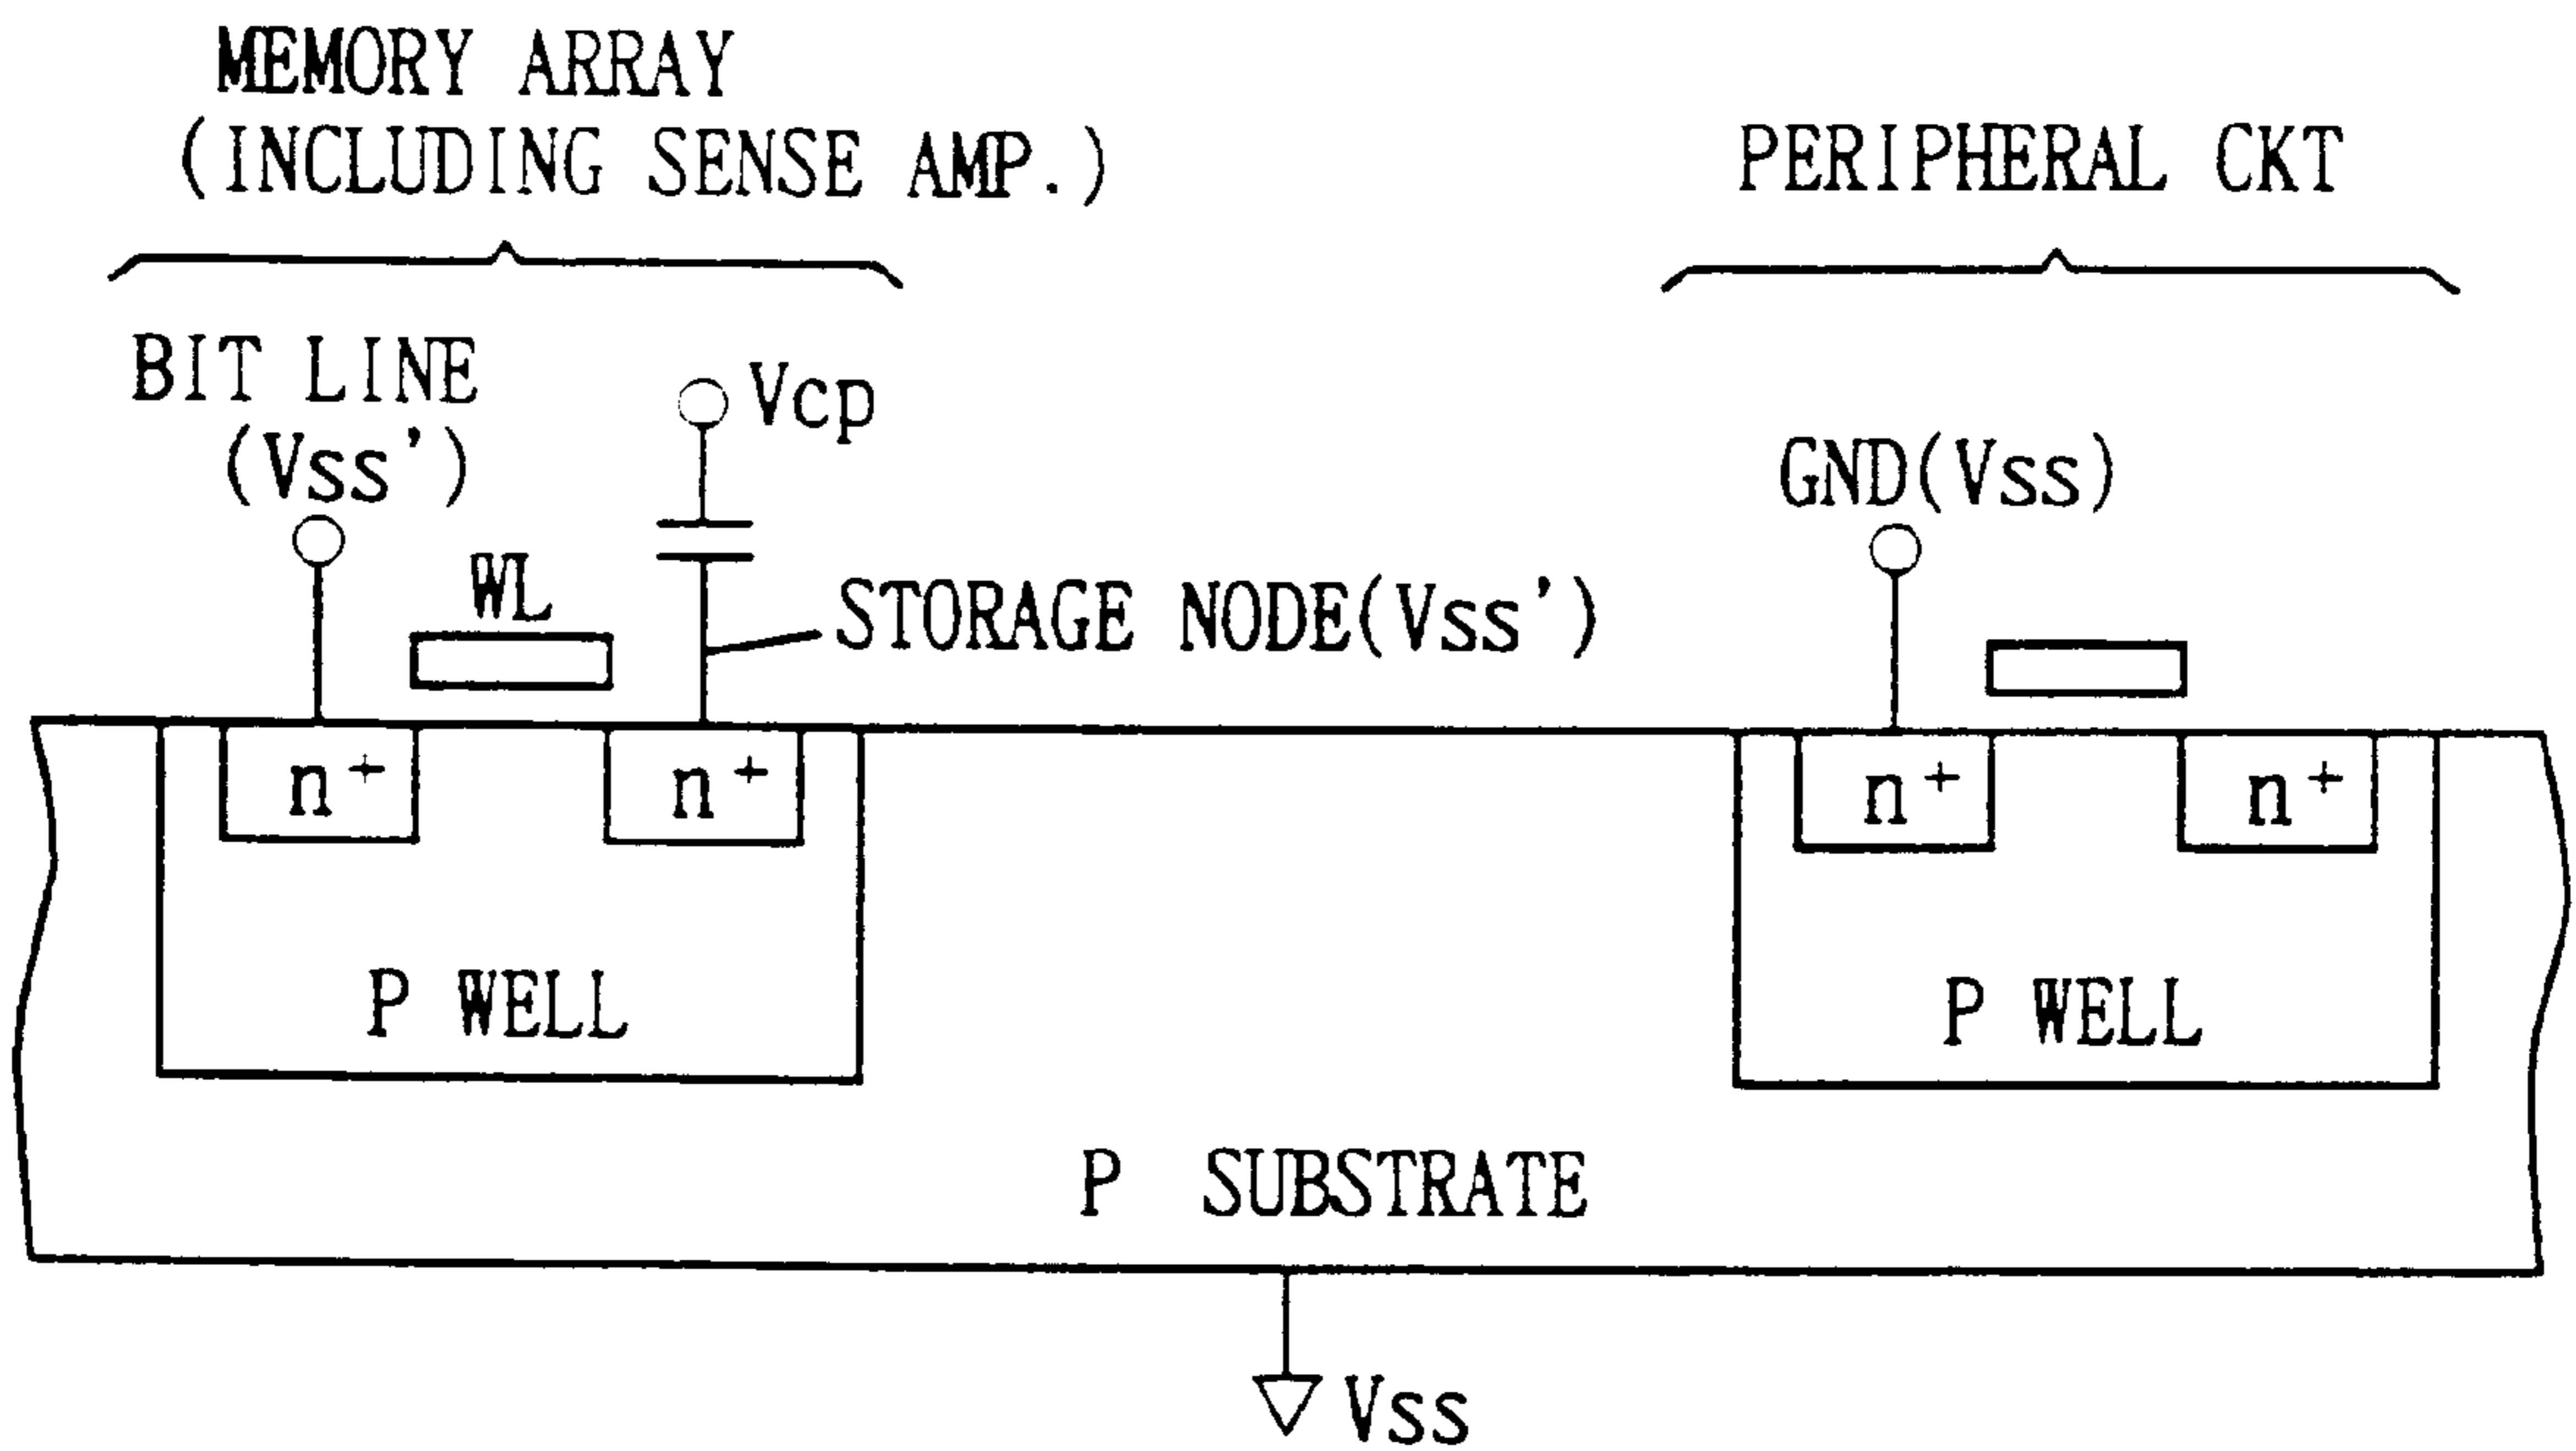 MEMORY ARRAY
(INCLUDING SENSE AMP.)
PERIPHERAL CKT
BIT LINE
(Vss')
Vcp
GND(Vss)
WL
STORAGE NODE(Vss')
n+
n+
n+
n+
P WELL
P WELL
P SUBSTRATE
Vss